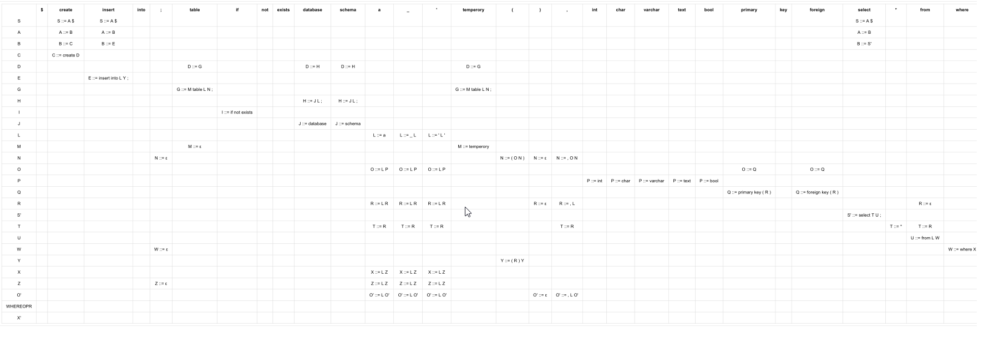 $ create insert into ; table if not exists database schema a _ ' temperory ( ) , int char varchar text bool primary key foreign select * from where
S S ::= A $ S ::= A $ S ::= A $
A A ::= B A ::= B A ::= B
B B ::= C B ::= E B ::= S'
C C ::= create D
D D ::= G D ::= H D ::= H D ::= G
E E ::= insert into L Y ;
G G ::= M table L N ; G ::= M table L N ;
H H ::= J L ; H ::= J L ;
I I ::= if not exists
J J ::= database J ::= schema
L L ::= a L ::= _ L L ::= ' L '
M M ::= ε M ::= temperory
N N ::= ε N ::= ( O N ) N ::= ε N ::= , O N
O O ::= L P O ::= L P O ::= L P O ::= Q O ::= Q
P P ::= int P ::= char P ::= varchar P ::= text P ::= bool
Q Q ::= primary key ( R ) Q ::= foreign key ( R )
R R ::= L R R ::= L R R ::= L R R ::= ε R ::= , L R ::= ε
S' S' ::= select T U ;
T T ::= R T ::= R T ::= R T ::= R T ::= * T ::= R
U U ::= from L W
W W ::= ε W ::= where X
Y Y ::= ( R ) Y
X X ::= L Z X ::= L Z X ::= L Z
Z Z ::= ε Z ::= L Z Z ::= L Z Z ::= L Z
O' O' ::= L O' O' ::= L O' O' ::= L O' O' ::= ε O' ::= , L O'
WHEREOPR
X'